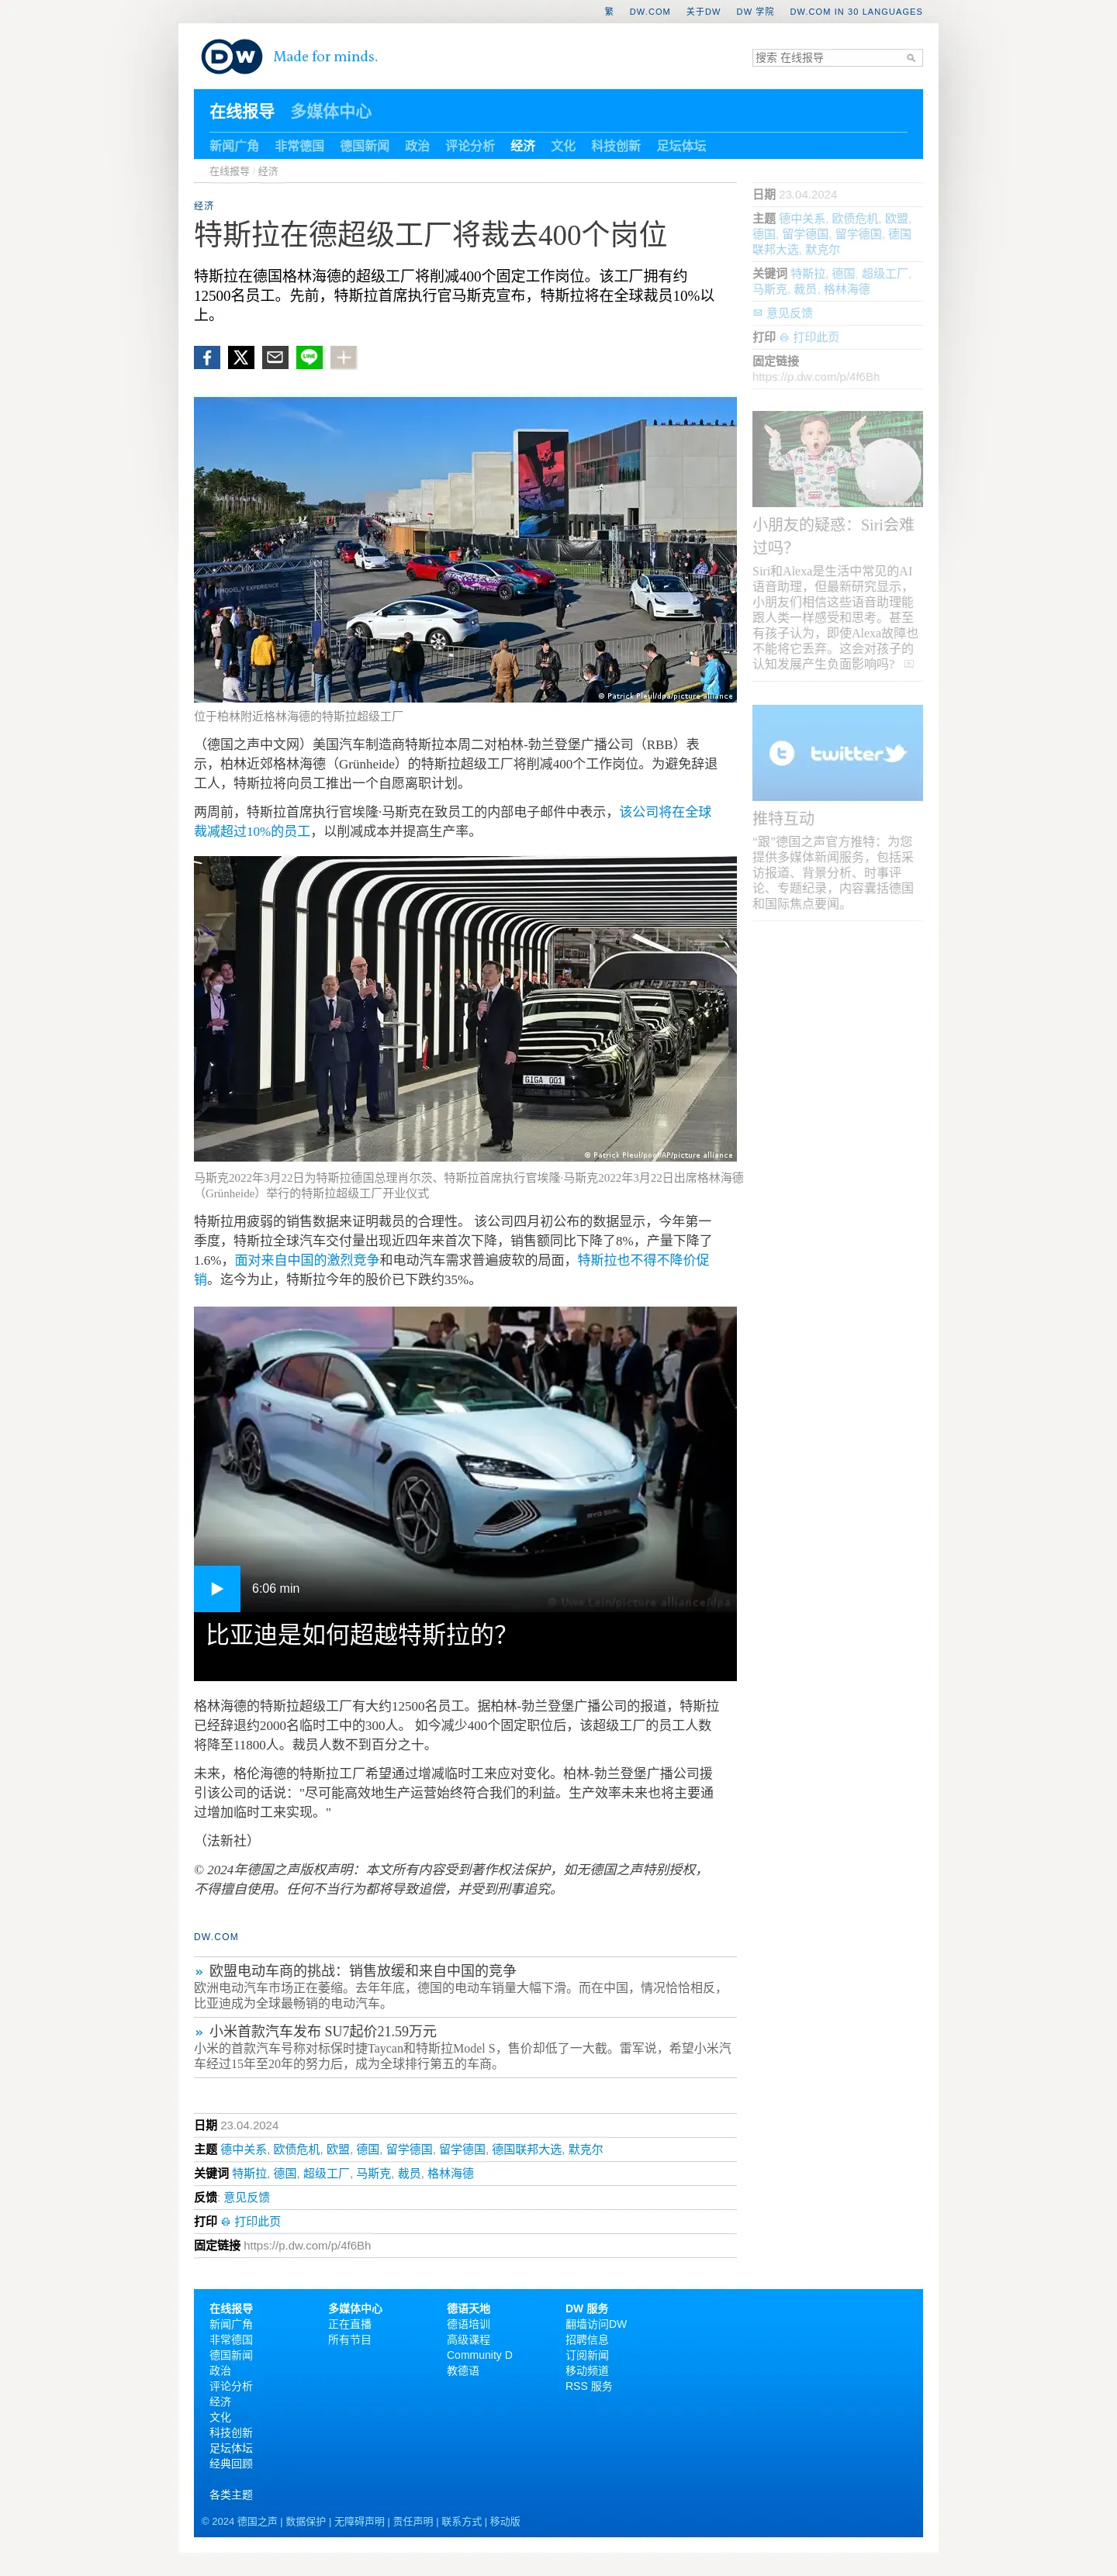 繁 DW.COM 关于DW DW 学院 DW.COM IN 30 LANGUAGES
DW Made for minds.
搜索 在线报导
在线报导 多媒体中心
新闻广角 非常德国 德国新闻 政治 评论分析 经济 文化 科技创新 足坛体坛
在线报导 / 经济
经济
特斯拉在德超级工厂将裁去400个岗位
特斯拉在德国格林海德的超级工厂将削减400个固定工作岗位。该工厂拥有约
12500名员工。先前，特斯拉首席执行官马斯克宣布，特斯拉将在全球裁员10%以
上。
MODEL Y EXPERIENCE
© Patrick Pleul/dpa/picture alliance
位于柏林附近格林海德的特斯拉超级工厂
（德国之声中文网）美国汽车制造商特斯拉本周二对柏林-勃兰登堡广播公司（RBB）表
示，柏林近郊格林海德（Grünheide）的特斯拉超级工厂将削减400个工作岗位。为避免辞退
工人，特斯拉将向员工推出一个自愿离职计划。
两周前，特斯拉首席执行官埃隆·马斯克在致员工的内部电子邮件中表示，该公司将在全球
裁减超过10%的员工，以削减成本并提高生产率。
GIGA 001
© Patrick Pleul/pool/AP/picture alliance
马斯克2022年3月22日为特斯拉德国总理肖尔茨、特斯拉首席执行官埃隆·马斯克2022年3月22日出席格林海德
（Grünheide）举行的特斯拉超级工厂开业仪式
特斯拉用疲弱的销售数据来证明裁员的合理性。 该公司四月初公布的数据显示，今年第一
季度，特斯拉全球汽车交付量出现近四年来首次下降，销售额同比下降了8%，产量下降了
1.6%，面对来自中国的激烈竞争和电动汽车需求普遍疲软的局面，特斯拉也不得不降价促
销。迄今为止，特斯拉今年的股价已下跌约35%。
BYD SEAL
© Uwe Lein/picture alliance/dpa
6:06 min
比亚迪是如何超越特斯拉的？
格林海德的特斯拉超级工厂有大约12500名员工。据柏林-勃兰登堡广播公司的报道，特斯拉
已经辞退约2000名临时工中的300人。 如今减少400个固定职位后，该超级工厂的员工人数
将降至11800人。裁员人数不到百分之十。
未来，格伦海德的特斯拉工厂希望通过增减临时工来应对变化。柏林-勃兰登堡广播公司援
引该公司的话说："尽可能高效地生产运营始终符合我们的利益。生产效率未来也将主要通
过增加临时工来实现。"
（法新社）
© 2024年德国之声版权声明：本文所有内容受到著作权法保护，如无德国之声特别授权，
不得擅自使用。任何不当行为都将导致追偿，并受到刑事追究。
DW.COM
» 欧盟电动车商的挑战：销售放缓和来自中国的竞争
欧洲电动汽车市场正在萎缩。去年年底，德国的电动车销量大幅下滑。而在中国，情况恰恰相反，
比亚迪成为全球最畅销的电动汽车。
» 小米首款汽车发布 SU7起价21.59万元
小米的首款汽车号称对标保时捷Taycan和特斯拉Model S，售价却低了一大截。雷军说，希望小米汽
车经过15年至20年的努力后，成为全球排行第五的车商。
日期 23.04.2024
主题 德中关系, 欧债危机, 欧盟, 德国, 留学德国, 留学德国, 德国联邦大选, 默克尔
关键词 特斯拉, 德国, 超级工厂, 马斯克, 裁员, 格林海德
反馈: 意见反馈
打印 打印此页
固定链接 https://p.dw.com/p/4f6Bh
日期 23.04.2024
主题 德中关系, 欧债危机, 欧盟,
德国, 留学德国, 留学德国, 德国
联邦大选, 默克尔
关键词 特斯拉, 德国, 超级工厂,
马斯克, 裁员, 格林海德
意见反馈
打印 打印此页
固定链接
https://p.dw.com/p/4f6Bh
小朋友的疑惑：Siri会难
过吗？
Siri和Alexa是生活中常见的AI
语音助理，但最新研究显示，
小朋友们相信这些语音助理能
跟人类一样感受和思考。甚至
有孩子认为，即使Alexa故障也
不能将它丢弃。这会对孩子的
认知发展产生负面影响吗？
twitter
推特互动
“跟”德国之声官方推特：为您
提供多媒体新闻服务，包括采
访报道、背景分析、时事评
论、专题纪录，内容囊括德国
和国际焦点要闻。
在线报导
新闻广角
非常德国
德国新闻
政治
评论分析
经济
文化
科技创新
足坛体坛
经典回顾
各类主题
多媒体中心
正在直播
所有节目
德语天地
德语培训
高级课程
Community D
教德语
DW 服务
翻墙访问DW
招聘信息
订阅新闻
移动频道
RSS 服务
© 2024 德国之声 | 数据保护 | 无障碍声明 | 责任声明 | 联系方式 | 移动版